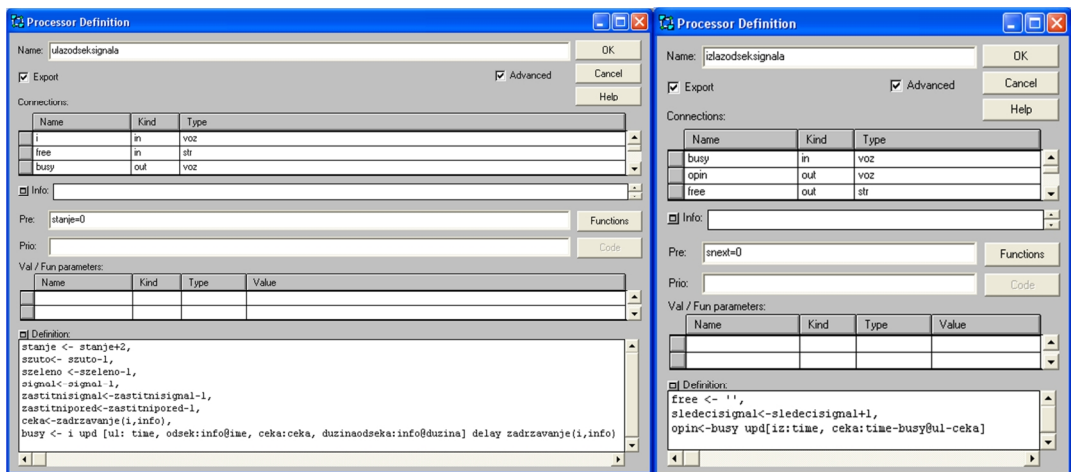 Processor Definition
Name: ulazodseksignala
OK
Export
Advanced
Cancel
Help
Connections:
Name Kind Type
i in voz
free in str
busy out voz
Info:
Pre: stanje=0
Functions
Prio:
Code
Val / Fun parameters:
Name Kind Type Value
Definition:
stanje <- stanje+2,
szuto<- szuto-1,
szeleno <-szeleno-1,
signal<-signal-1,
zastitnisignal<-zastitnisignal-1,
zastitnipored<-zastitnipored-1,
ceka<-zadrzavanje(i,info),
busy <- i upd [ul: time, odsek:info@ime, ceka:ceka, duzinaodseka:info@duzina] delay zadrzavanje(i,info)
Processor Definition
Name: izlazodseksignala
OK
Export
Advanced
Cancel
Help
Connections:
Name Kind Type
busy in voz
opin out voz
free out str
Info:
Pre: snext=0
Functions
Prio:
Code
Val / Fun parameters:
Name Kind Type Value
Definition:
free <- '',
sledecisignal<-sledecisignal+1,
opin<-busy upd[iz:time, ceka:time-busy@ul-ceka]